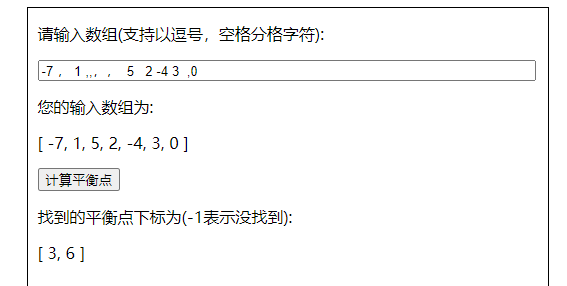 请输入数组(支持以逗号，空格分格字符):
-7 ， 1 ,,，， 5 2 -4 3 ,0
您的输入数组为:
[ -7, 1, 5, 2, -4, 3, 0 ]
计算平衡点
找到的平衡点下标为(-1表示没找到):
[ 3, 6 ]